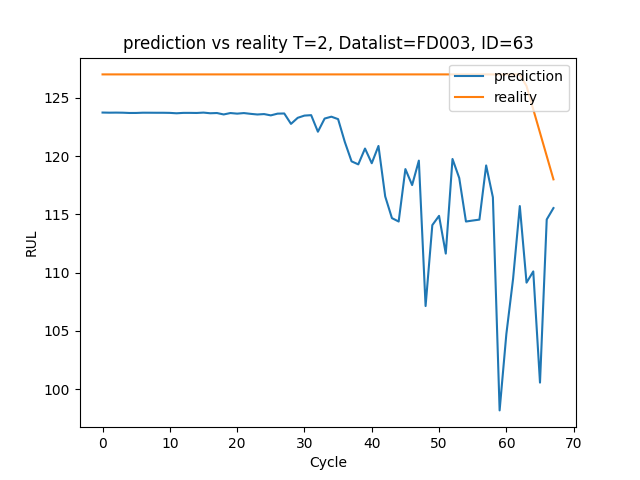 prediction vs reality T=2, Datalist=FD003, ID=63
prediction
reality
125
120
115
110
105
100
RUL
0 10 20 30 40 50 60 70
Cycle